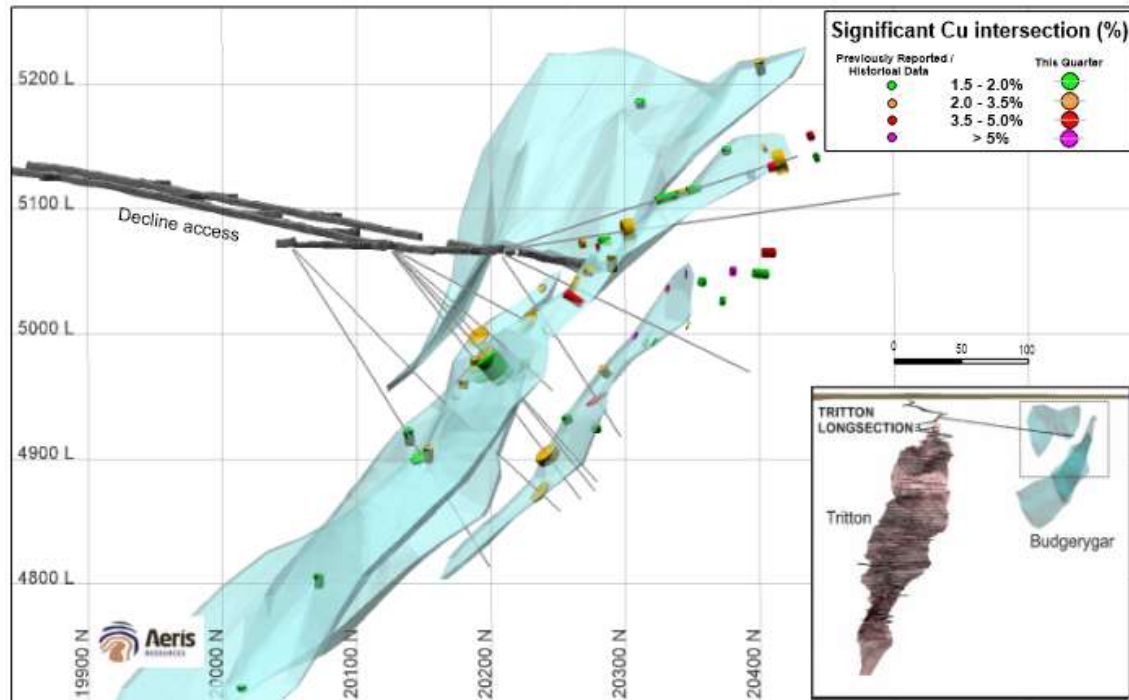 Significant Cu intersection (%)
Previously Reported / This Quarter
Historical Data
1.5 - 2.0%
2.0 - 3.5%
3.5 - 5.0%
> 5%
5200 L
5100 L
Decline access
5000 L
0 50 100
4900 L
TRITTON
LONGSECTION
Tritton
Budgerygar
4800 L
Aeris
RESOURCES
19900 N
20000 N
20100 N
20200 N
20300 N
20400 N